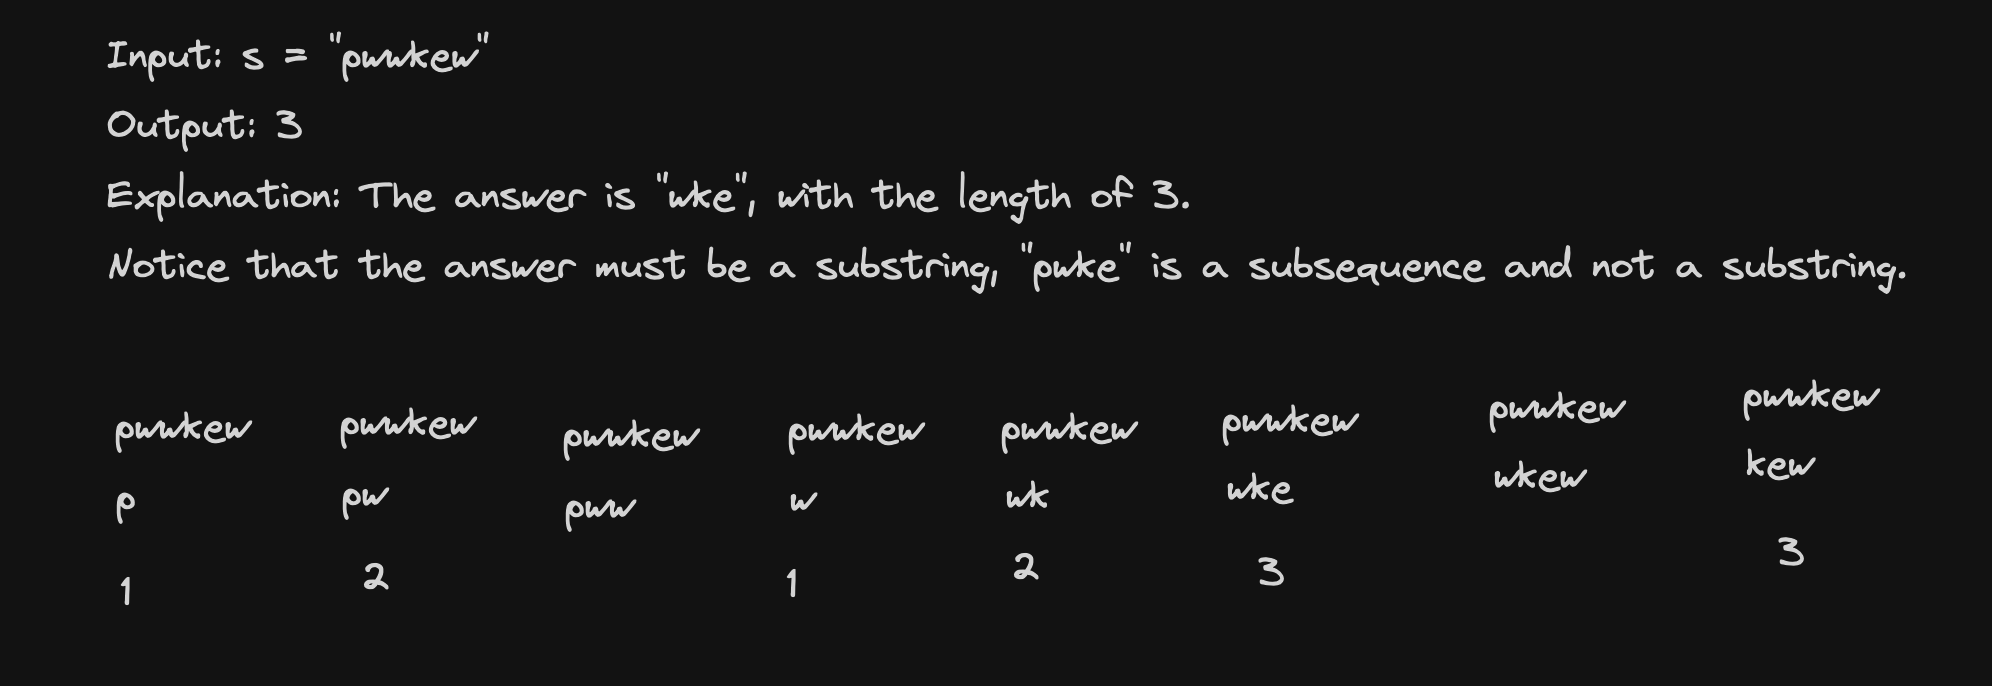 Input: s = "pwwkew"
Output: 3
Explanation: The answer is "wke", with the length of 3.
Notice that the answer must be a substring, "pwke" is a subsequence and not a substring.
pwwkew pwwkew pwwkew pwwkew pwwkew pwwkew pwwkew pwwkew
p pw pww w wk wke wkew kew
1 2 1 2 3 3